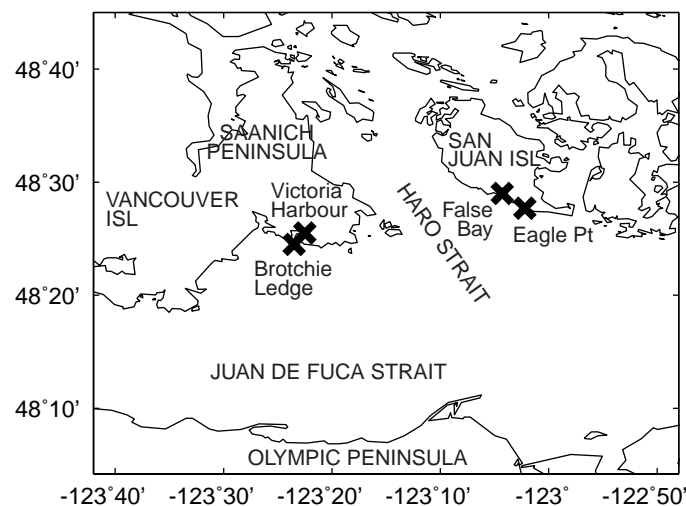 48˚40'
48˚30'
48˚20'
48˚10'
SAANICH
PENINSULA
SAN
JUAN ISL
VANCOUVER
ISL
Victoria
Harbour
HARO STRAIT
False
Bay
Eagle Pt
Brotchie
Ledge
JUAN DE FUCA STRAIT
OLYMPIC PENINSULA
-123˚40'
-123˚30'
-123˚20'
-123˚10'
-123˚
-122˚50'